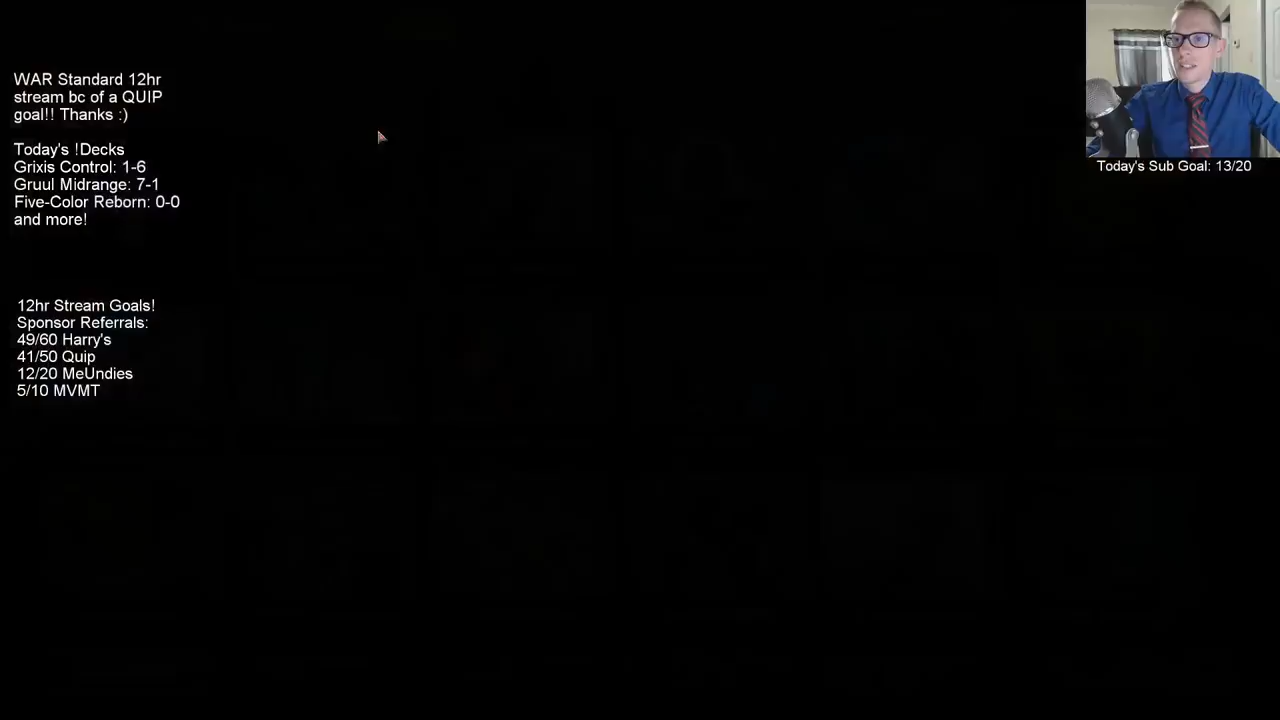 WAR Standard 12hr
stream bc of a QUIP
goal!! Thanks :)
Today's !Decks
Grixis Control: 1-6
Gruul Midrange: 7-1
Five-Color Reborn: 0-0
and more!
12hr Stream Goals!
Sponsor Referrals:
49/60 Harry's
41/50 Quip
12/20 MeUndies
5/10 MVMT
Today's Sub Goal: 13/20